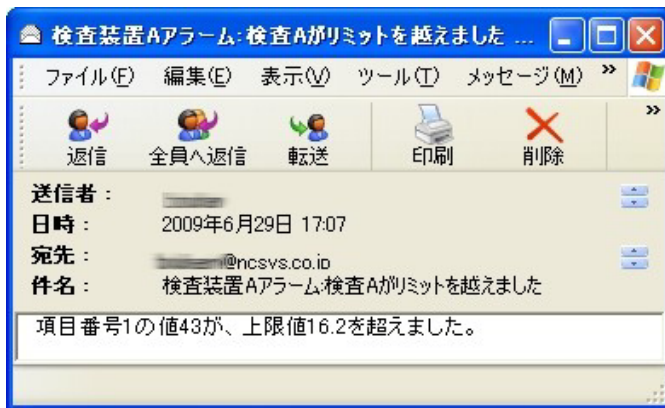 検査装置Aアラーム:検査Aがリミットを越えました ...
ファイル(F) 編集(E) 表示(V) ツール(T) メッセージ(M) »
返信 全員へ返信 転送 印刷 削除 »
送信者：
日時： 2009年6月29日 17:07
宛先： @ncsvs.co.jp
件名： 検査装置Aアラーム:検査Aがリミットを越えました
項目番号1の値43が、上限値16.2を超えました。